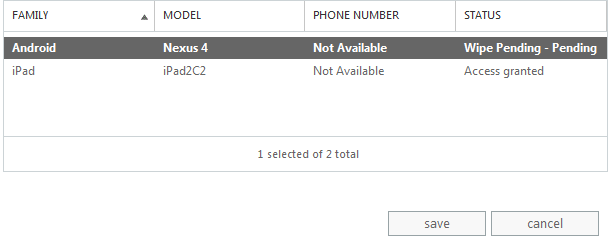 FAMILY MODEL PHONE NUMBER STATUS
Android Nexus 4 Not Available Wipe Pending - Pending
iPad iPad2C2 Not Available Access granted
1 selected of 2 total
save cancel